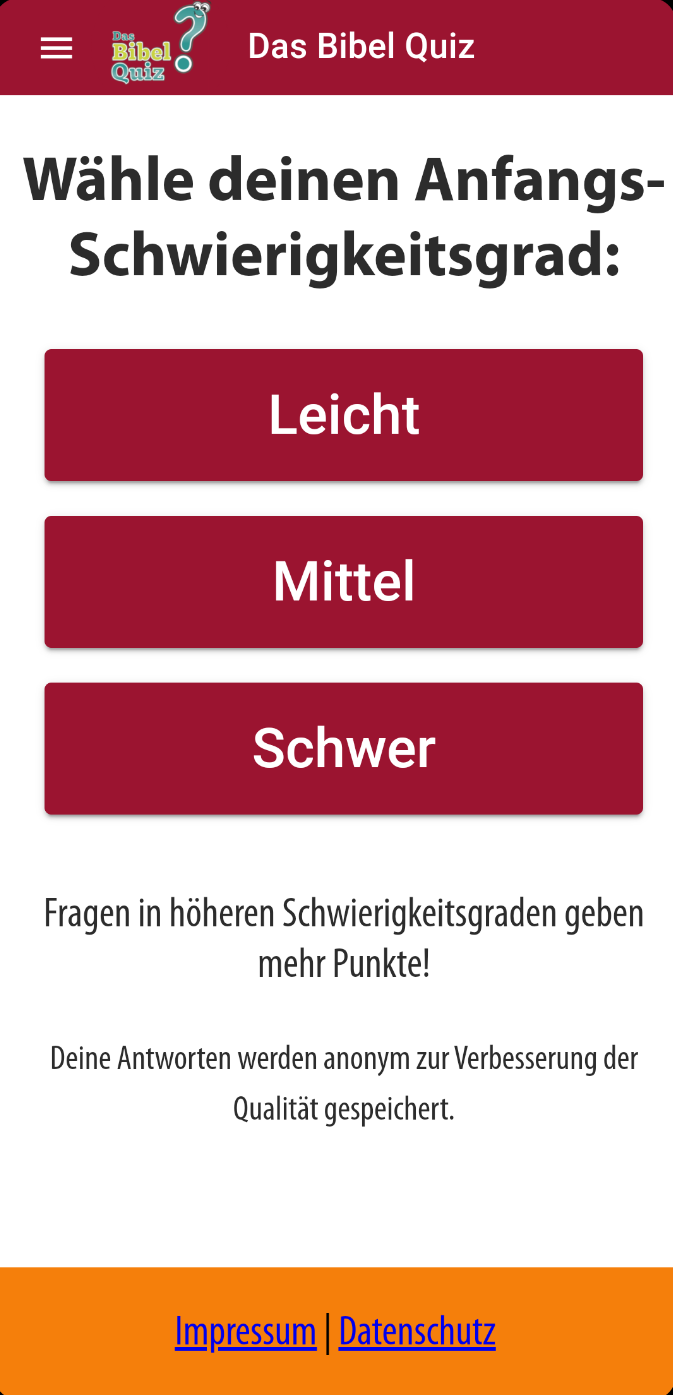 Das
Bibel
Quiz
?
Das Bibel Quiz
Wähle deinen Anfangs-
Schwierigkeitsgrad:
Leicht
Mittel
Schwer
Fragen in höheren Schwierigkeitsgraden geben
mehr Punkte!
Deine Antworten werden anonym zur Verbesserung der
Qualität gespeichert.
Impressum | Datenschutz